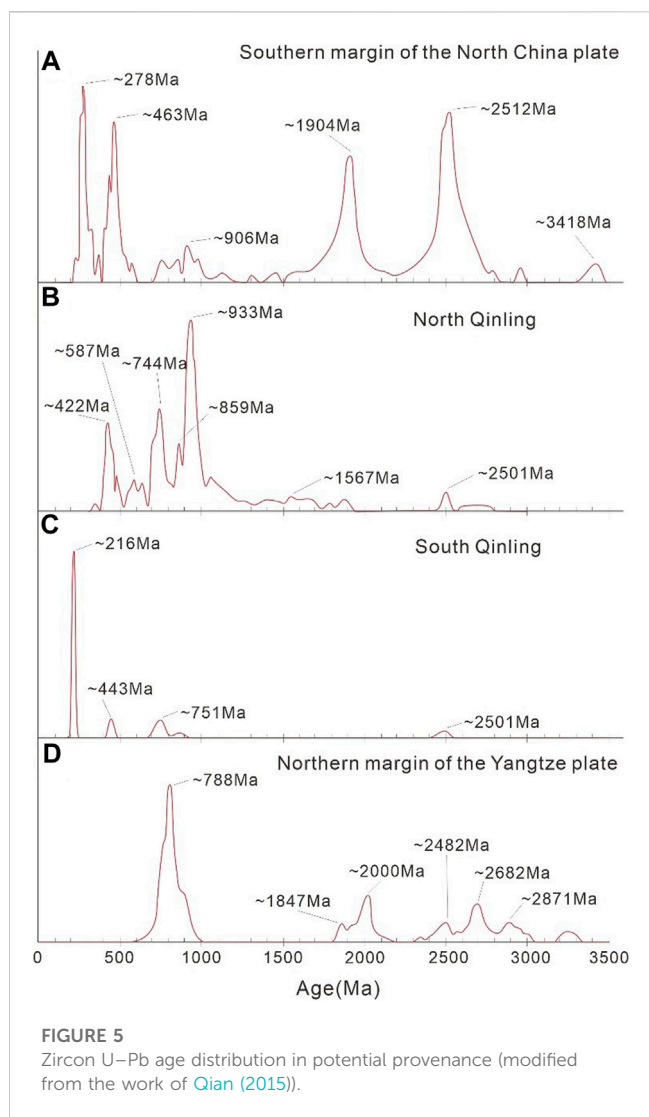 A
Southern margin of the North China plate
~278Ma
~463Ma
~906Ma
~1904Ma
~2512Ma
~3418Ma
B
North Qinling
~422Ma
~587Ma
~744Ma
~933Ma
~859Ma
~1567Ma
~2501Ma
C
South Qinling
~216Ma
~443Ma
~751Ma
~2501Ma
D
Northern margin of the Yangtze plate
~788Ma
~1847Ma
~2000Ma
~2482Ma
~2682Ma
~2871Ma
0 500 1000 1500 2000 2500 3000 3500
Age(Ma)
FIGURE 5
Zircon U–Pb age distribution in potential provenance (modified
from the work of Qian (2015)).